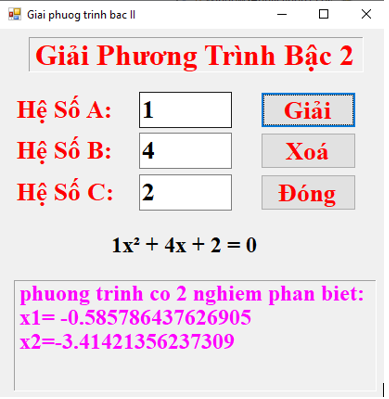 Giai phuog trinh bac II
Giải Phương Trình Bậc 2
Hệ Số A: 1 Giải
Hệ Số B: 4 Xoá
Hệ Số C: 2 Đóng
1x² + 4x + 2 = 0
phuong trinh co 2 nghiem phan biet:
x1= -0.585786437626905
x2=-3.41421356237309